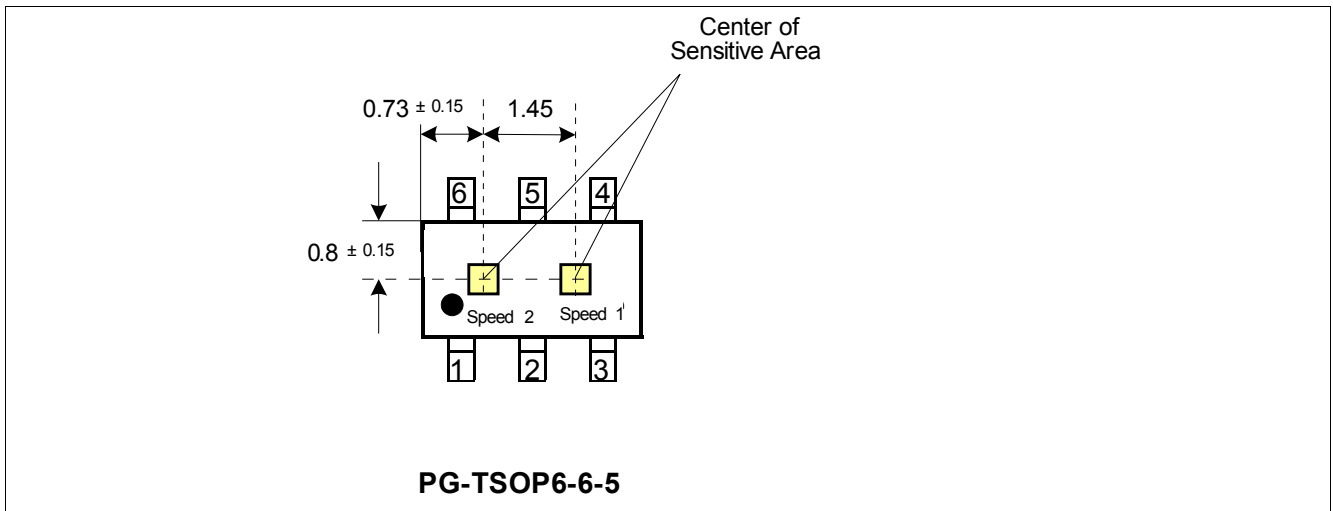 Center of
Sensitive Area
0.73 ± 0.15
1.45
6
5
4
0.8 ± 0.15
Speed 2
Speed 1
1
2
3
PG-TSOP6-6-5